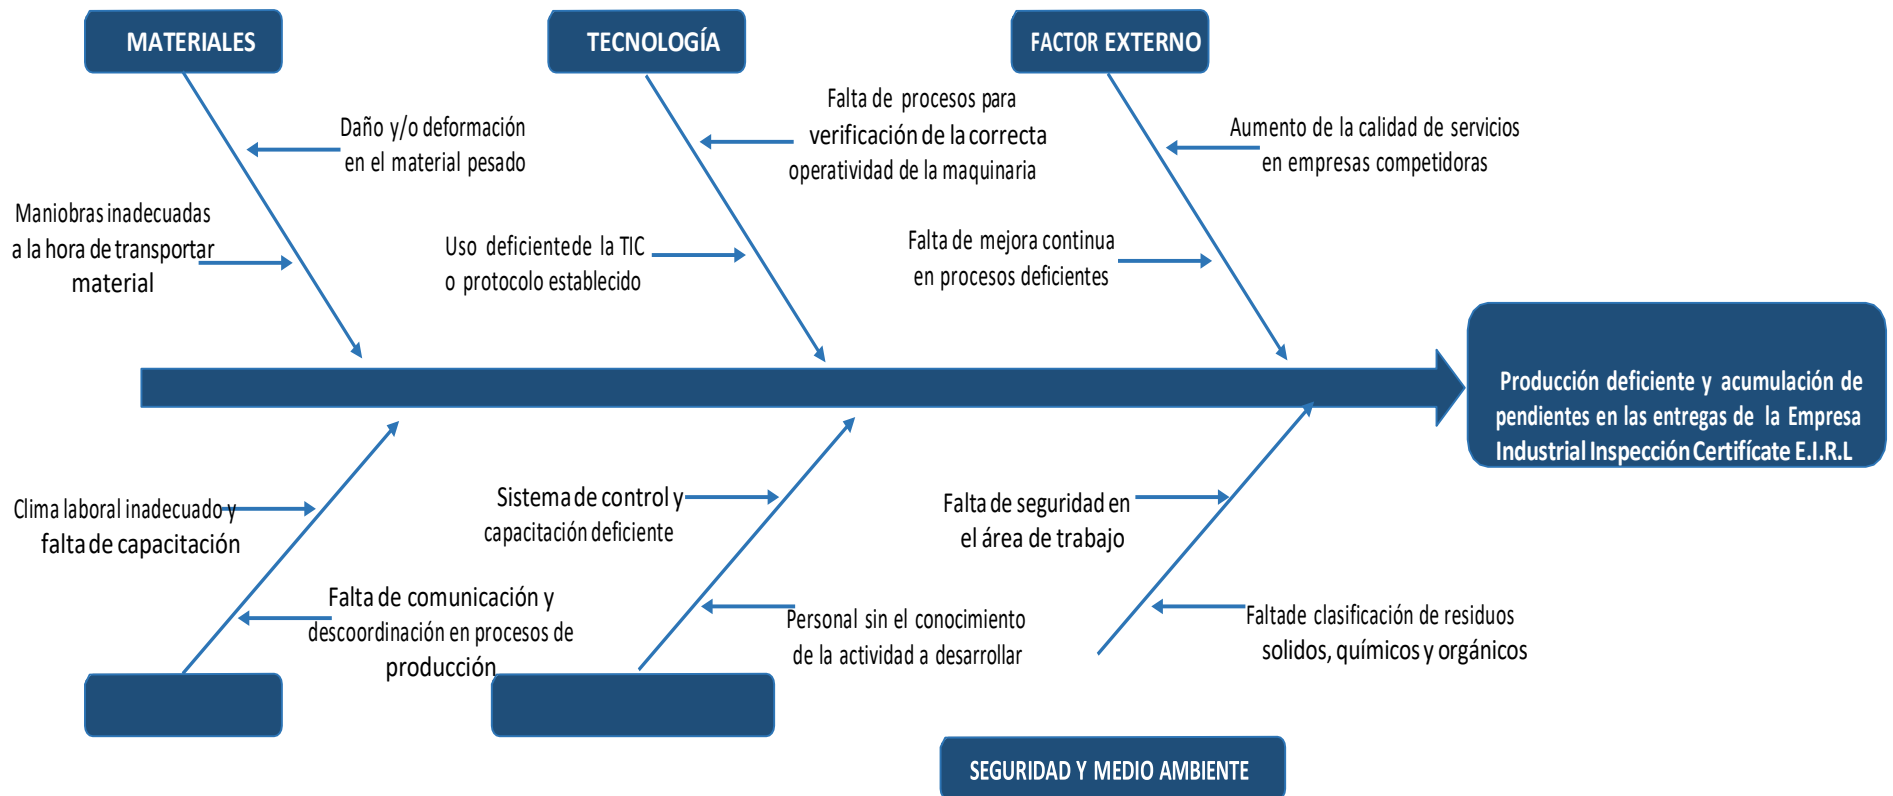 MATERIALES
TECNOLOGÍA
FACTOR EXTERNO
Daño y/o deformación
en el material pesado
Maniobras inadecuadas
a la hora de transportar
material
Falta de procesos para
verificación de la correcta
operatividad de la maquinaria
Uso deficientede la TIC
o protocolo establecido
Aumento de la calidad de servicios
en empresas competidoras
Falta de mejora continua
en procesos deficientes
Producción deficiente y acumulación de
pendientes en las entregas de la Empresa
Industrial Inspección Certifícate E.I.R.L
Clima laboral inadecuado y
falta de capacitación
Falta de comunicación y
descoordinación en procesos de
producción
Sistema de control y
capacitación deficiente
Personal sin el conocimiento
de la actividad a desarrollar
Falta de seguridad en
el área de trabajo
Faltade clasificación de residuos
solidos, químicos y orgánicos
SEGURIDAD Y MEDIO AMBIENTE